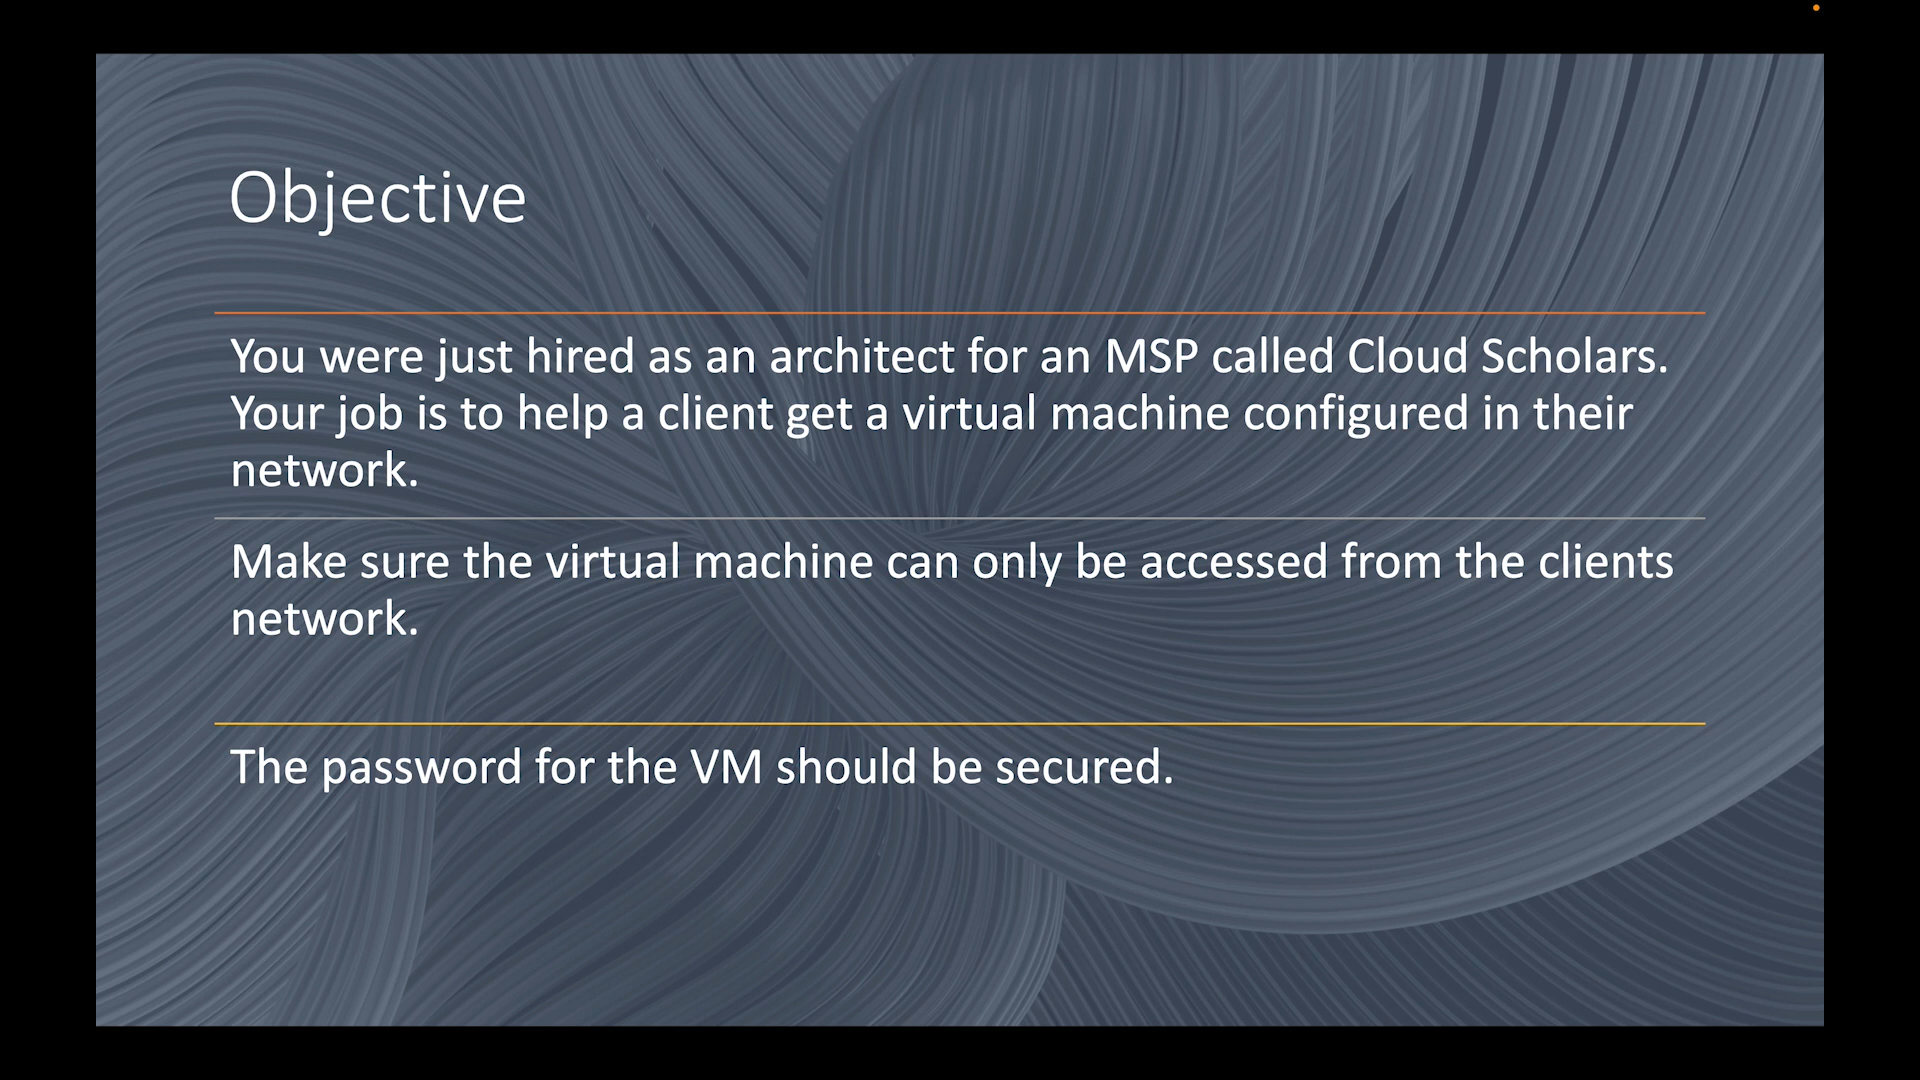 Objective
You were just hired as an architect for an MSP called Cloud Scholars.
Your job is to help a client get a virtual machine configured in their
network.
Make sure the virtual machine can only be accessed from the clients
network.
The password for the VM should be secured.